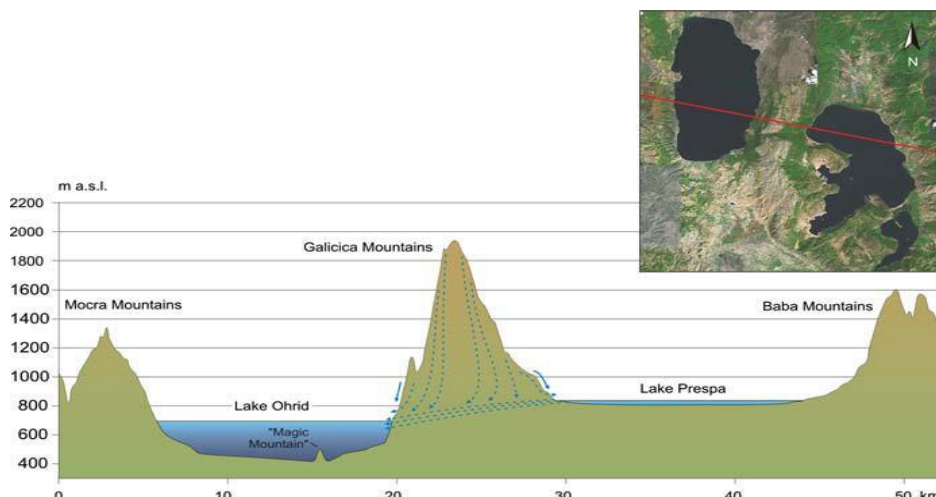 N
m a.s.l.
2200
2000
Galicica Mountains
1800
1600
Mocra Mountains
Baba Mountains
1400
1200
1000
Lake Prespa
Lake Ohrid
800
"Magic
Mountain"
600
400
0
10
20
30
40
50
km